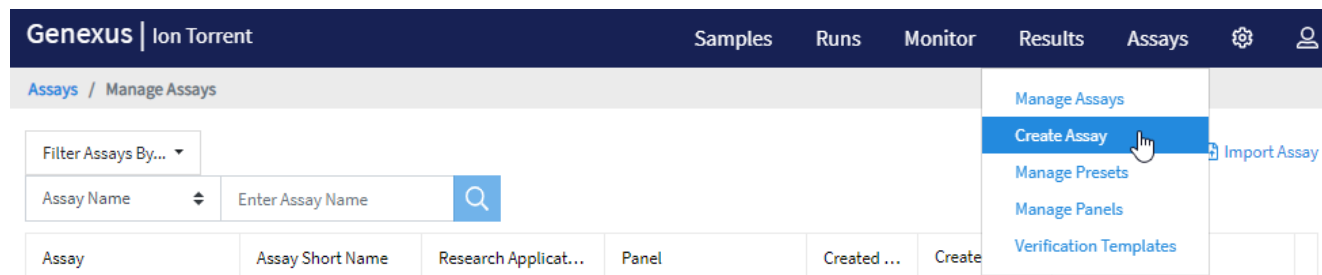 Genexus | Ion Torrent Samples Runs Monitor Results Assays
Assays / Manage Assays
Manage Assays
Create Assay
Filter Assays By...
Import Assay
Manage Presets
Assay Name Enter Assay Name
Manage Panels
Verification Templates
Assay Assay Short Name Research Applicat... Panel Created ... Create